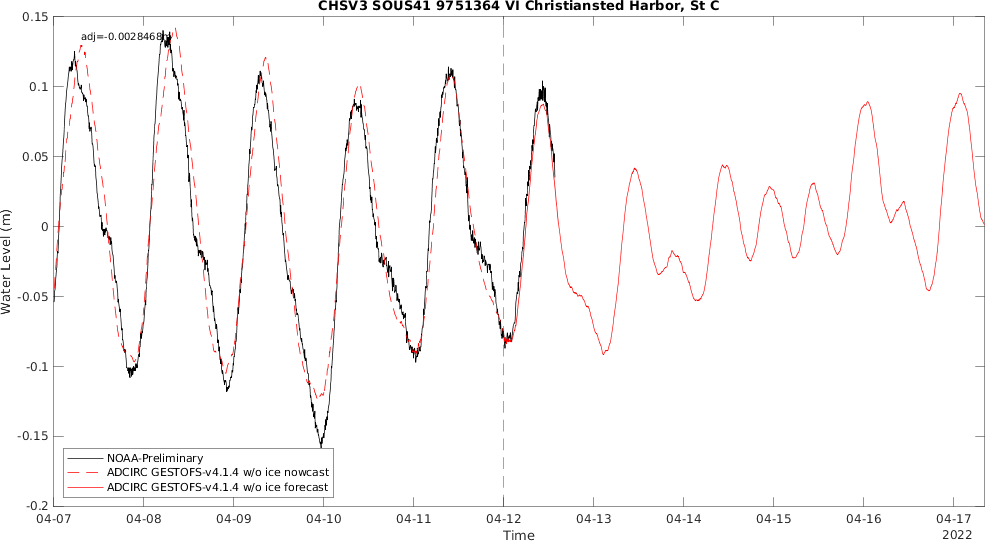 CHSV3 SOUS41 9751364 VI Christiansted Harbor, St C
adj=-0.0028468m
0.15
0.1
0.05
0
-0.05
-0.1
-0.15
-0.2
Water Level (m)
NOAA-Preliminary
ADCIRC GESTOFS-v4.1.4 w/o ice nowcast
ADCIRC GESTOFS-v4.1.4 w/o ice forecast
04-07 04-08 04-09 04-10 04-11 04-12 04-13 04-14 04-15 04-16 04-17
Time
2022